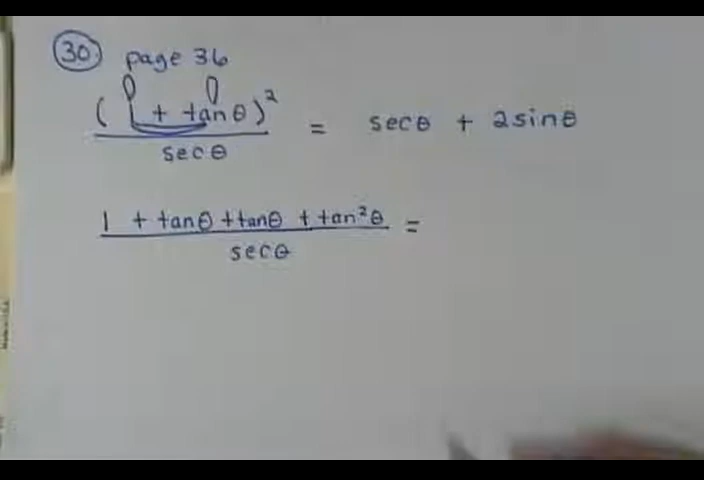 30. page 36
(1 + tanθ)² = secθ + 2sinθ
secθ
1 + tanθ + tanθ + tan²θ =
secθ